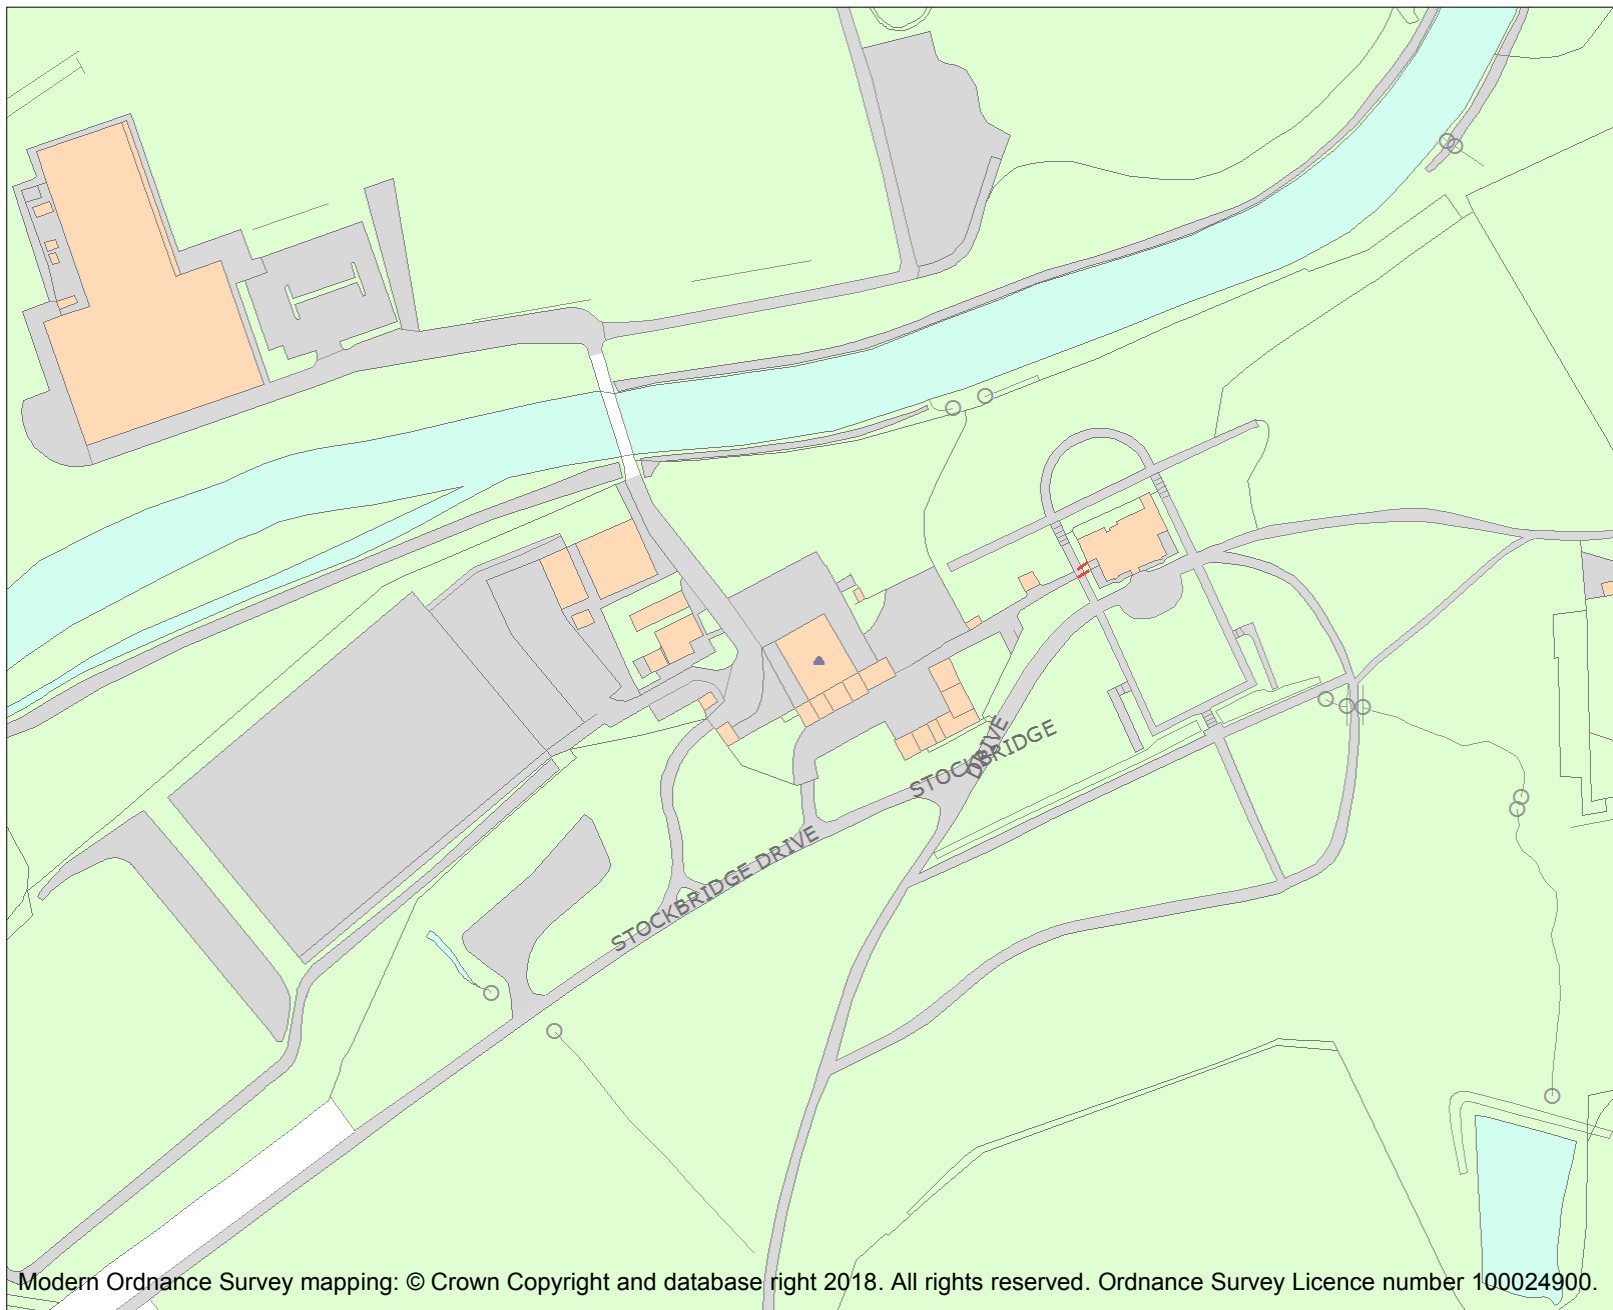 STOCKBRIDGE
DRIVE
STOCKBRIDGE DRIVE
Modern Ordnance Survey mapping: © Crown Copyright and database right 2018. All rights reserved. Ordnance Survey Licence number 100024900.